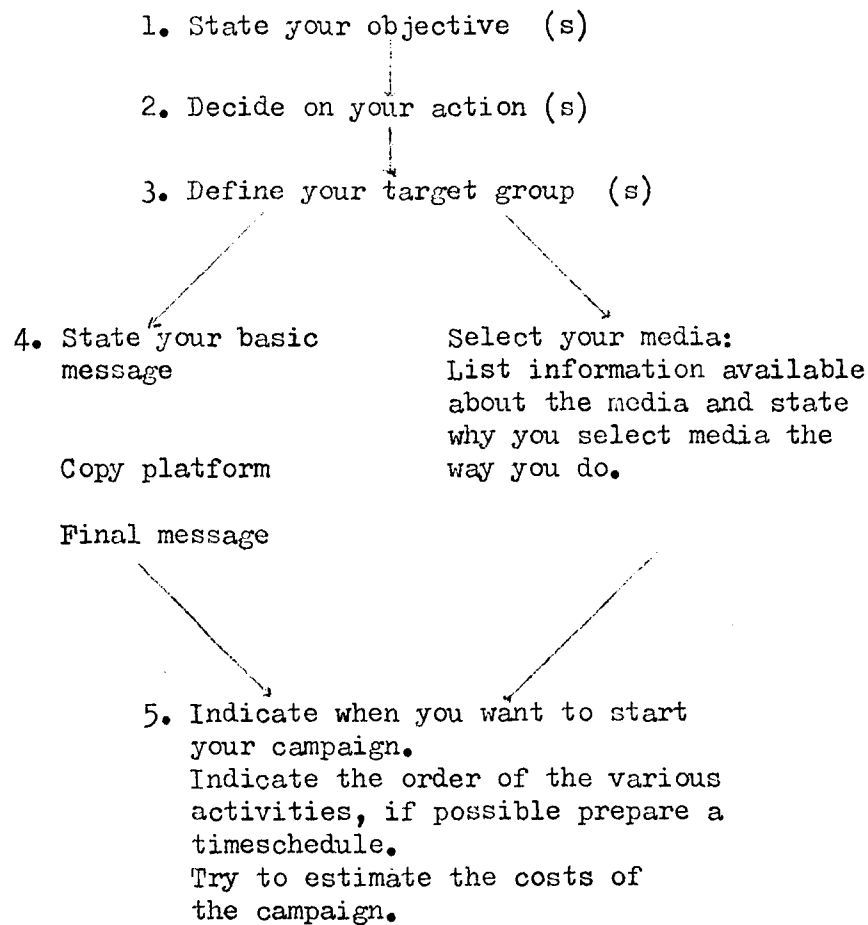 1. State your objective (s)
2. Decide on your action (s)
3. Define your target group (s)
4. State your basic
message
Copy platform
Final message
Select your media:
List information available
about the media and state
why you select media the
way you do.
5. Indicate when you want to start
your campaign.
Indicate the order of the various
activities, if possible prepare a
timeschedule.
Try to estimate the costs of
the campaign.